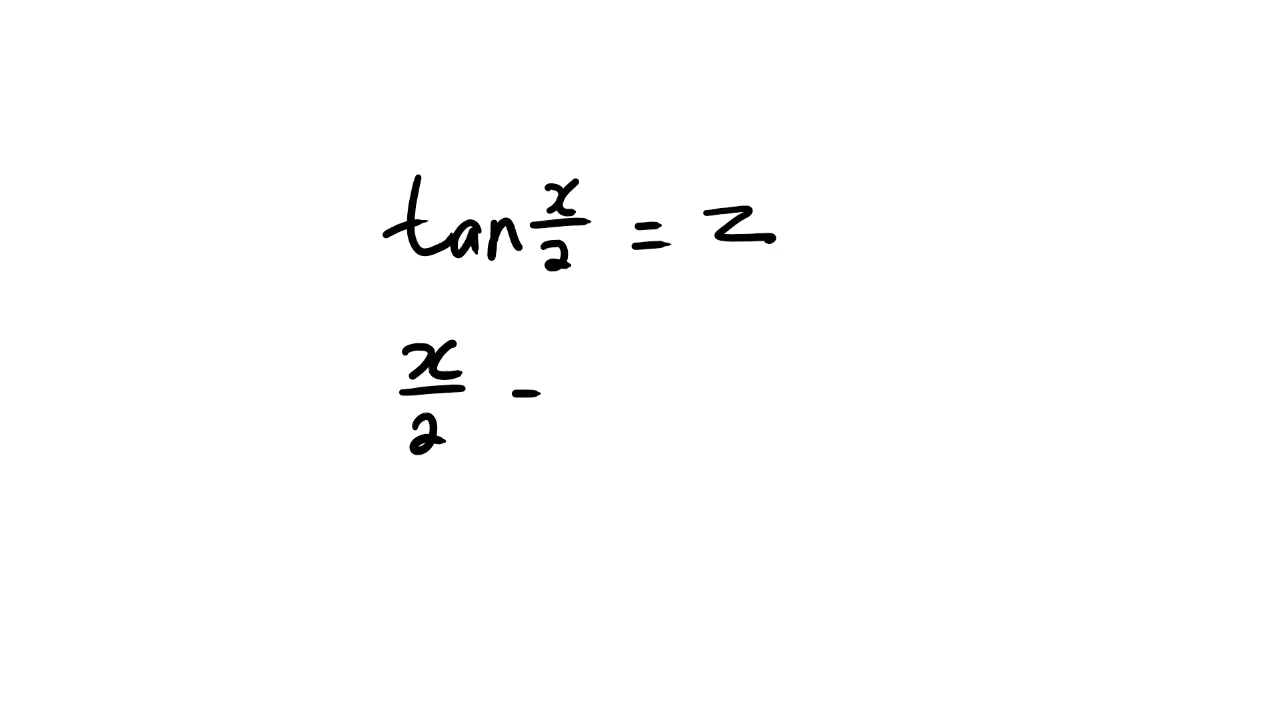 tan x/2 = z
x/2 -